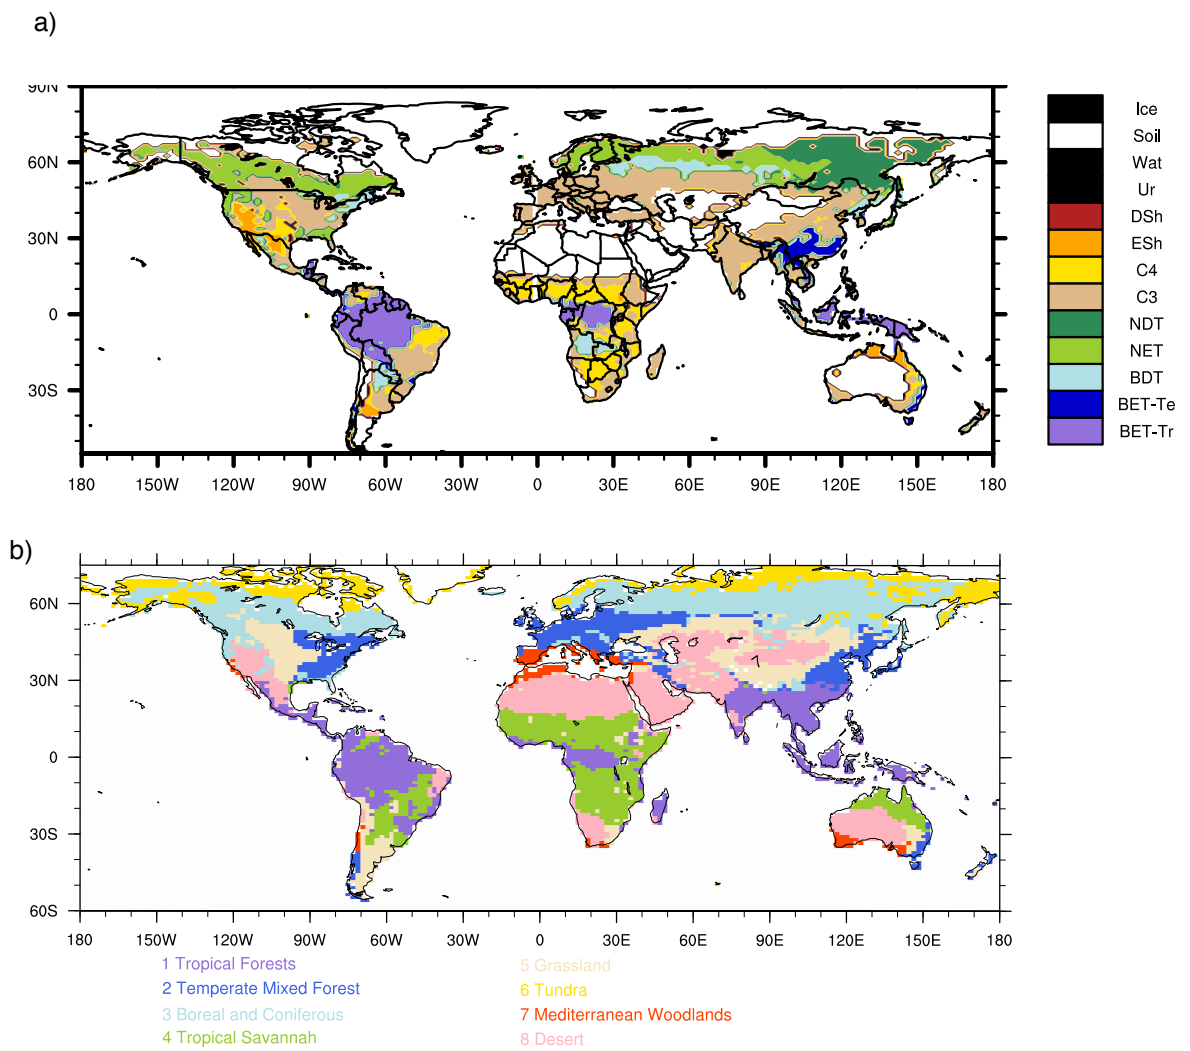 a)
90N
60N
30N
0
30S
180 150W 120W 90W 60W 30W 0 30E 60E 90E 120E 150E 180
Ice
Soil
Wat
Ur
DSh
ESh
C4
C3
NDT
NET
BDT
BET-Te
BET-Tr
b)
60N
30N
0
30S
60S
180 150W 120W 90W 60W 30W 0 30E 60E 90E 120E 150E 180
1 Tropical Forests
2 Temperate Mixed Forest
3 Boreal and Coniferous
4 Tropical Savannah
5 Grassland
6 Tundra
7 Mediterranean Woodlands
8 Desert